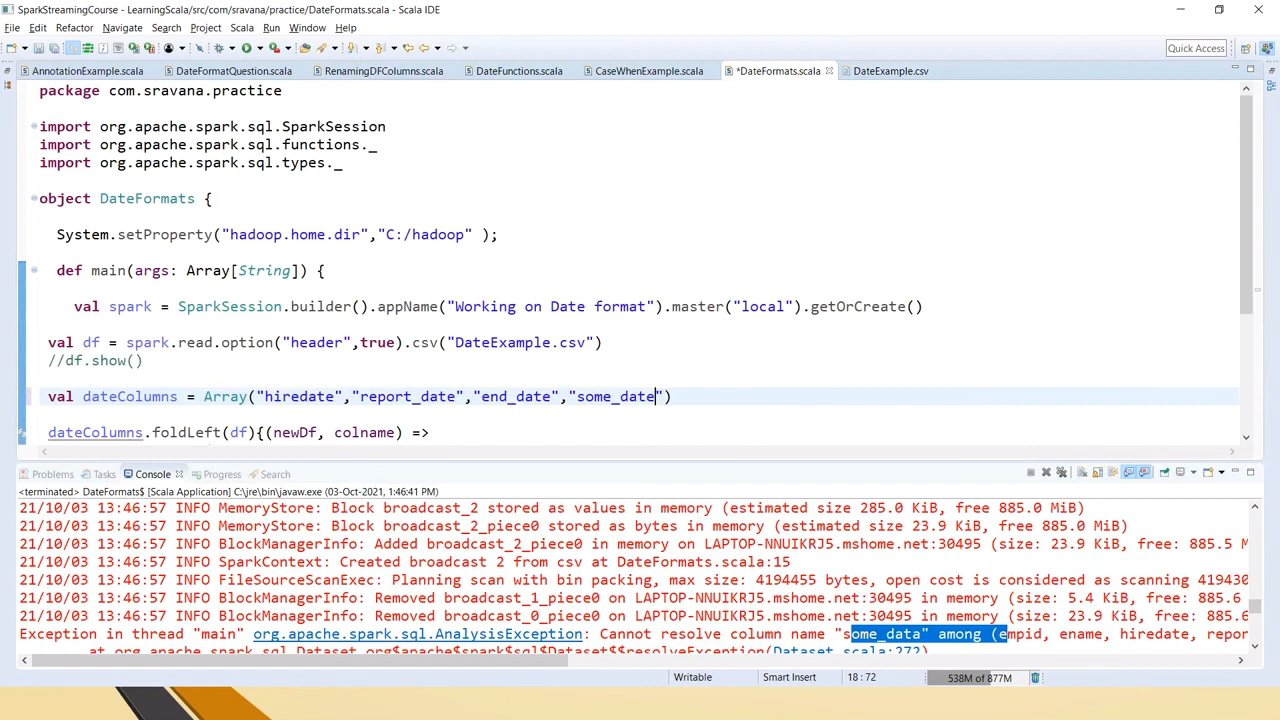 SparkStreamingCourse - LearningScala/src/com/sravana/practice/DateFormats.scala - Scala IDE
File Edit Refactor Navigate Search Project Scala Run Window Help
Quick Access
AnnotationExample.scala DateFormatQuestion.scala RenamingDFColumns.scala DateFunctions.scala CaseWhenExample.scala *DateFormats.scala DateExample.csv
package com.sravana.practice
import org.apache.spark.sql.SparkSession
import org.apache.spark.sql.functions._
import org.apache.spark.sql.types._
object DateFormats {
System.setProperty("hadoop.home.dir","C:/hadoop" );
def main(args: Array[String]) {
val spark = SparkSession.builder().appName("Working on Date format").master("local").getOrCreate()
val df = spark.read.option("header",true).csv("DateExample.csv")
//df.show()
val dateColumns = Array("hiredate","report_date","end_date","some_date")
dateColumns.foldLeft(df){(newDf, colname) =>
Problems Tasks Console Progress Search
<terminated> DateFormats$ [Scala Application] C:\jre\bin\javaw.exe (03-Oct-2021, 1:46:41 PM)
21/10/03 13:46:57 INFO MemoryStore: Block broadcast_2 stored as values in memory (estimated size 285.0 KiB, free 885.0 MiB)
21/10/03 13:46:57 INFO MemoryStore: Block broadcast_2_piece0 stored as bytes in memory (estimated size 23.9 KiB, free 885.0 MiB)
21/10/03 13:46:57 INFO BlockManagerInfo: Added broadcast_2_piece0 in memory on LAPTOP-NNUIKRJ5.mshome.net:30495 (size: 23.9 KiB, free: 885.5 M
21/10/03 13:46:57 INFO SparkContext: Created broadcast 2 from csv at DateFormats.scala:15
21/10/03 13:46:57 INFO FileSourceScanExec: Planning scan with bin packing, max size: 4194455 bytes, open cost is considered as scanning 419430
21/10/03 13:46:57 INFO BlockManagerInfo: Removed broadcast_1_piece0 on LAPTOP-NNUIKRJ5.mshome.net:30495 in memory (size: 5.4 KiB, free: 885.6
21/10/03 13:46:57 INFO BlockManagerInfo: Removed broadcast_0_piece0 on LAPTOP-NNUIKRJ5.mshome.net:30495 in memory (size: 23.9 KiB, free: 885.6
Exception in thread "main" org.apache.spark.sql.AnalysisException: Cannot resolve column name "some_data" among (empid, ename, hiredate, repor
at org.apache.spark.sql.Dataset.org$apache$spark$sql$Dataset$$resolveException(Dataset.scala:272)
Writable Smart Insert 18 : 72 538M of 877M